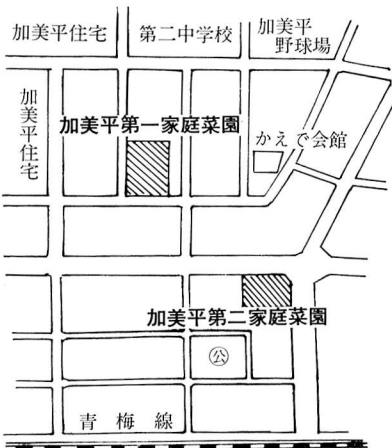 加美平住宅
第二中学校
加美平
野球場
加美平住宅
加美平第一家庭菜園
かえで会館
加美平第二家庭菜園
公
青梅線